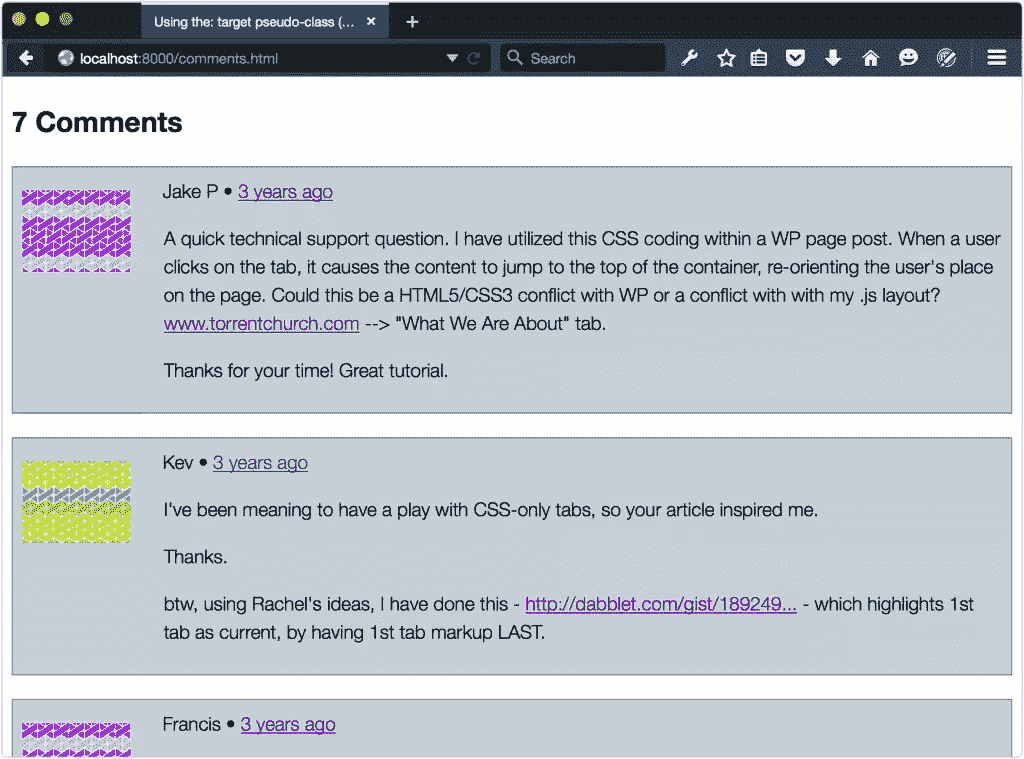 Using the: target pseudo-class (...
localhost:8000/comments.html
Search
7 Comments
Jake P • 3 years ago
A quick technical support question. I have utilized this CSS coding within a WP page post. When a user
clicks on the tab, it causes the content to jump to the top of the container, re-orienting the user's place
on the page. Could this be a HTML5/CSS3 conflict with WP or a conflict with with my .js layout?
www.torrentchurch.com --> "What We Are About" tab.
Thanks for your time! Great tutorial.
Kev • 3 years ago
I've been meaning to have a play with CSS-only tabs, so your article inspired me.
Thanks.
btw, using Rachel's ideas, I have done this - http://dabblet.com/gist/189249... - which highlights 1st
tab as current, by having 1st tab markup LAST.
Francis • 3 years ago